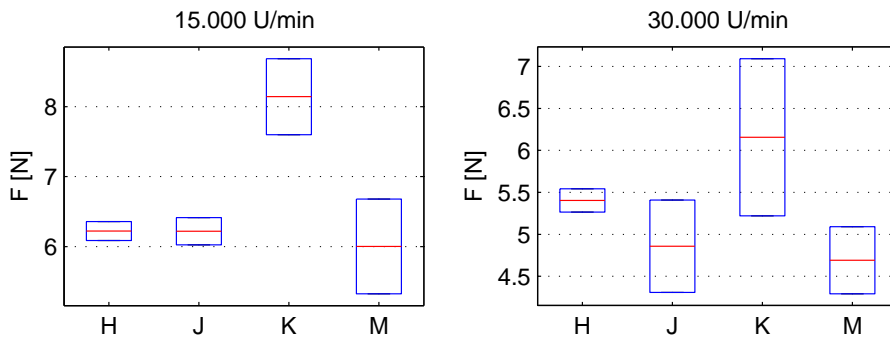 15.000 U/min
F [N]
8
7
6
H J K M
30.000 U/min
F [N]
7
6.5
6
5.5
5
4.5
H J K M